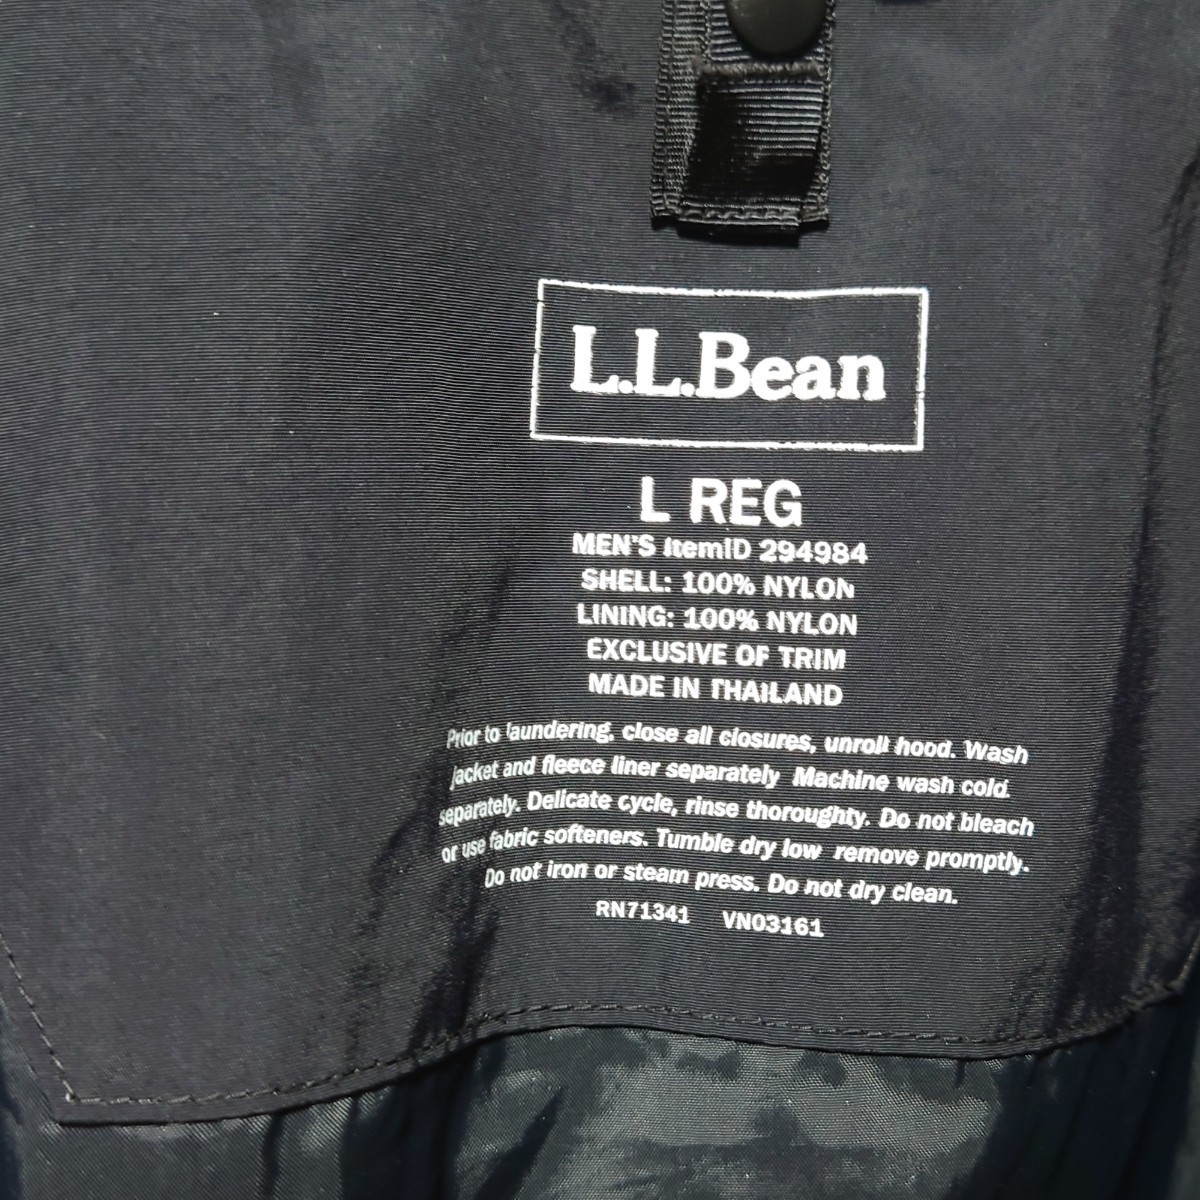 L.L.Bean
L REG
MEN'S ItemID 294984
SHELL: 100% NYLON
LINING: 100% NYLON
EXCLUSIVE OF TRIM
MADE IN THAILAND
Prior to laundering, close all closures, unroll hood. Wash
jacket and fleece liner separately Machine wash cold.
separately. Delicate cycle, rinse thoroughty. Do not bleach
or use fabric softeners. Tumble dry low remove promptly.
Do not iron or steam press. Do not dry clean.
RN71341 VN03161